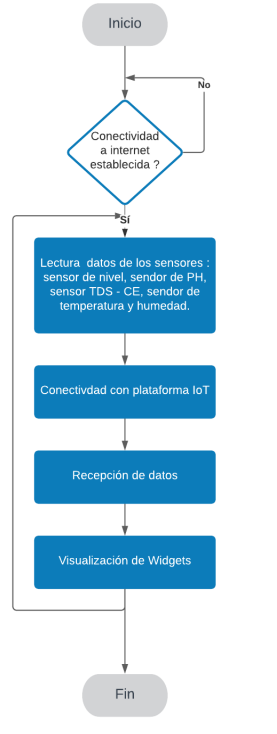 Inicio
No
Conectividad
a internet
establecida ?
Sí
Lectura datos de los sensores :
sensor de nivel, sendor de PH,
sensor TDS - CE, sendor de
temperatura y humedad.
Conectivdad con plataforma IoT
Recepción de datos
Visualización de Widgets
Fin